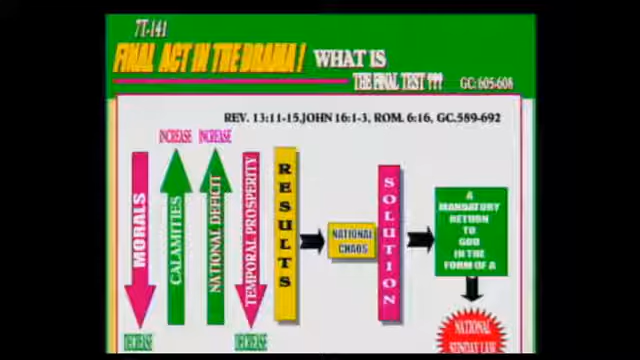 7T-141
FINAL ACT IN THE DRAMA! WHAT IS
THE FINAL TEST ??? GC: 605-608
REV. 13:11-15,JOHN 16:1-3, ROM. 6:16, GC.589-692
INCREASE INCREASE
MORALS
CALAMITIES
NATIONAL DEFICIT
TEMPORAL PROSPERITY
RESULTS
NATIONAL
CHAOS
SOLUTION
A
MANDATORY
RETURN
TO
GOD
IN THE
FORM OF A
NATIONAL
SUNDAY LAW
DECREASE DECREASE